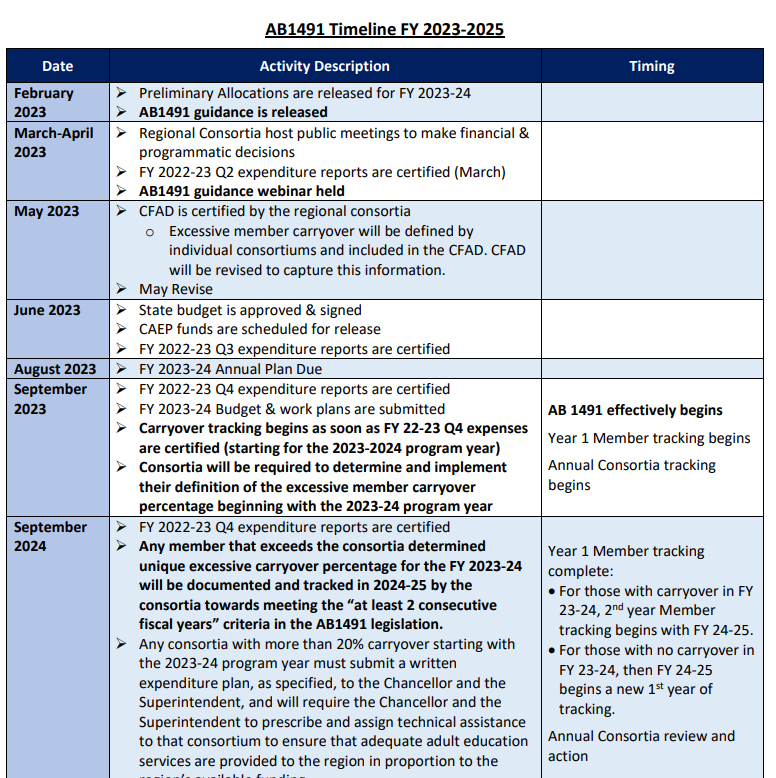 AB1491 Timeline FY 2023-2025
Date Activity Description Timing
February 2023
➢ Preliminary Allocations are released for FY 2023-24
➢ AB1491 guidance is released
March-April 2023
➢ Regional Consortia host public meetings to make financial &
programmatic decisions
➢ FY 2022-23 Q2 expenditure reports are certified (March)
➢ AB1491 guidance webinar held
May 2023
➢ CFAD is certified by the regional consortia
o Excessive member carryover will be defined by
individual consortiums and included in the CFAD. CFAD
will be revised to capture this information.
➢ May Revise
June 2023
➢ State budget is approved & signed
➢ CAEP funds are scheduled for release
➢ FY 2022-23 Q3 expenditure reports are certified
August 2023
➢ FY 2023-24 Annual Plan Due
September
2023
➢ FY 2022-23 Q4 expenditure reports are certified
➢ FY 2023-24 Budget & work plans are submitted
➢ Carryover tracking begins as soon as FY 22-23 Q4 expenses
are certified (starting for the 2023-2024 program year)
➢ Consortia will be required to determine and implement
their definition of the excessive member carryover
percentage beginning with the 2023-24 program year
AB 1491 effectively begins
Year 1 Member tracking begins
Annual Consortia tracking
begins
September
2024
➢ FY 2022-23 Q4 expenditure reports are certified
➢ Any member that exceeds the consortia determined
unique excessive carryover percentage for the FY 2023-24
will be documented and tracked in 2024-25 by the
consortia towards meeting the “at least 2 consecutive
fiscal years” criteria in the AB1491 legislation.
➢ Any consortia with more than 20% carryover starting with
the 2023-24 program year must submit a written
expenditure plan, as specified, to the Chancellor and the
Superintendent, and will require the Chancellor and the
Superintendent to prescribe and assign technical assistance
to that consortium to ensure that adequate adult education
services are provided to the region in proportion to the
region’s available funding.
Year 1 Member tracking
complete:
• For those with carryover in FY
23-24, 2nd year Member
tracking begins with FY 24-25.
• For those with no carryover in
FY 23-24, then FY 24-25
begins a new 1st year of
tracking.
Annual Consortia review and
action